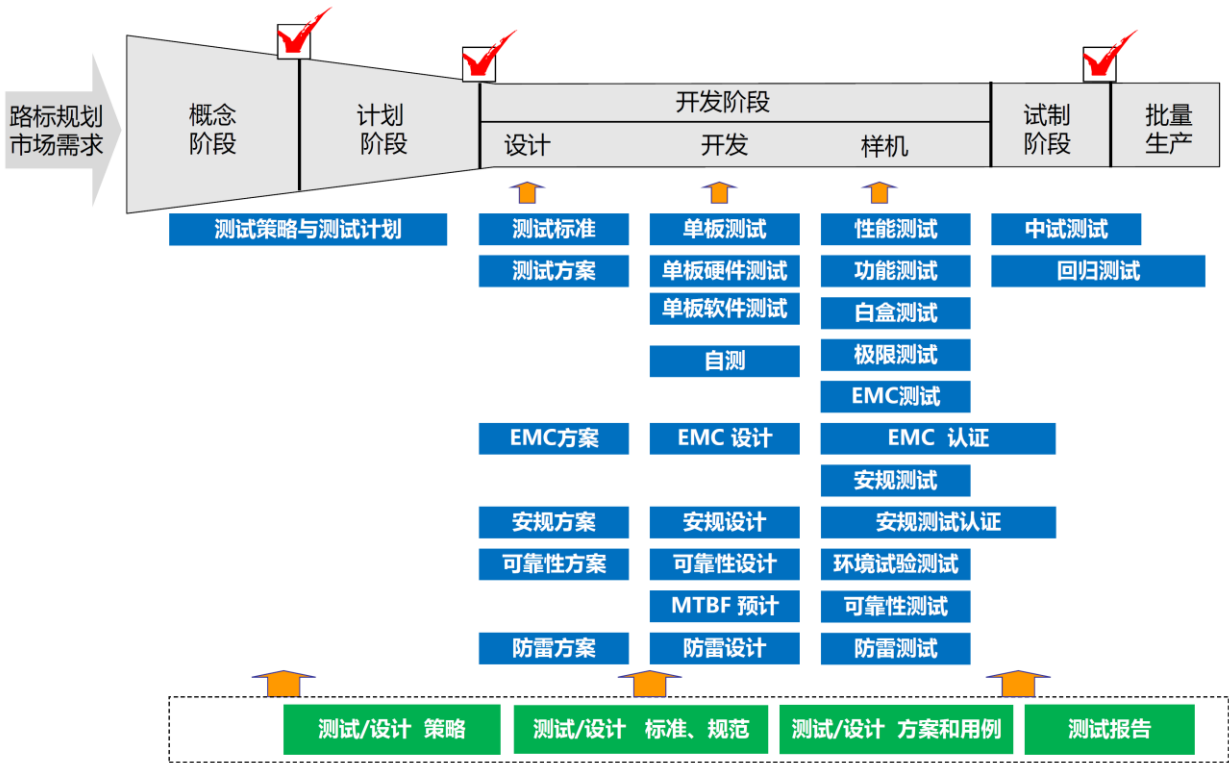 路标规划
市场需求
概念
阶段
计划
阶段
开发阶段
设计
开发
样机
试制
阶段
批量
生产
测试策略与测试计划
测试标准
单板测试
性能测试
中试测试
测试方案
单板硬件测试
功能测试
回归测试
单板软件测试
白盒测试
自测
极限测试
EMC测试
EMC方案
EMC 设计
EMC 认证
安规测试
安规方案
安规设计
安规测试认证
可靠性方案
可靠性设计
环境试验测试
MTBF 预计
可靠性测试
防雷方案
防雷设计
防雷测试
测试/设计 策略
测试/设计 标准、规范
测试/设计 方案和用例
测试报告